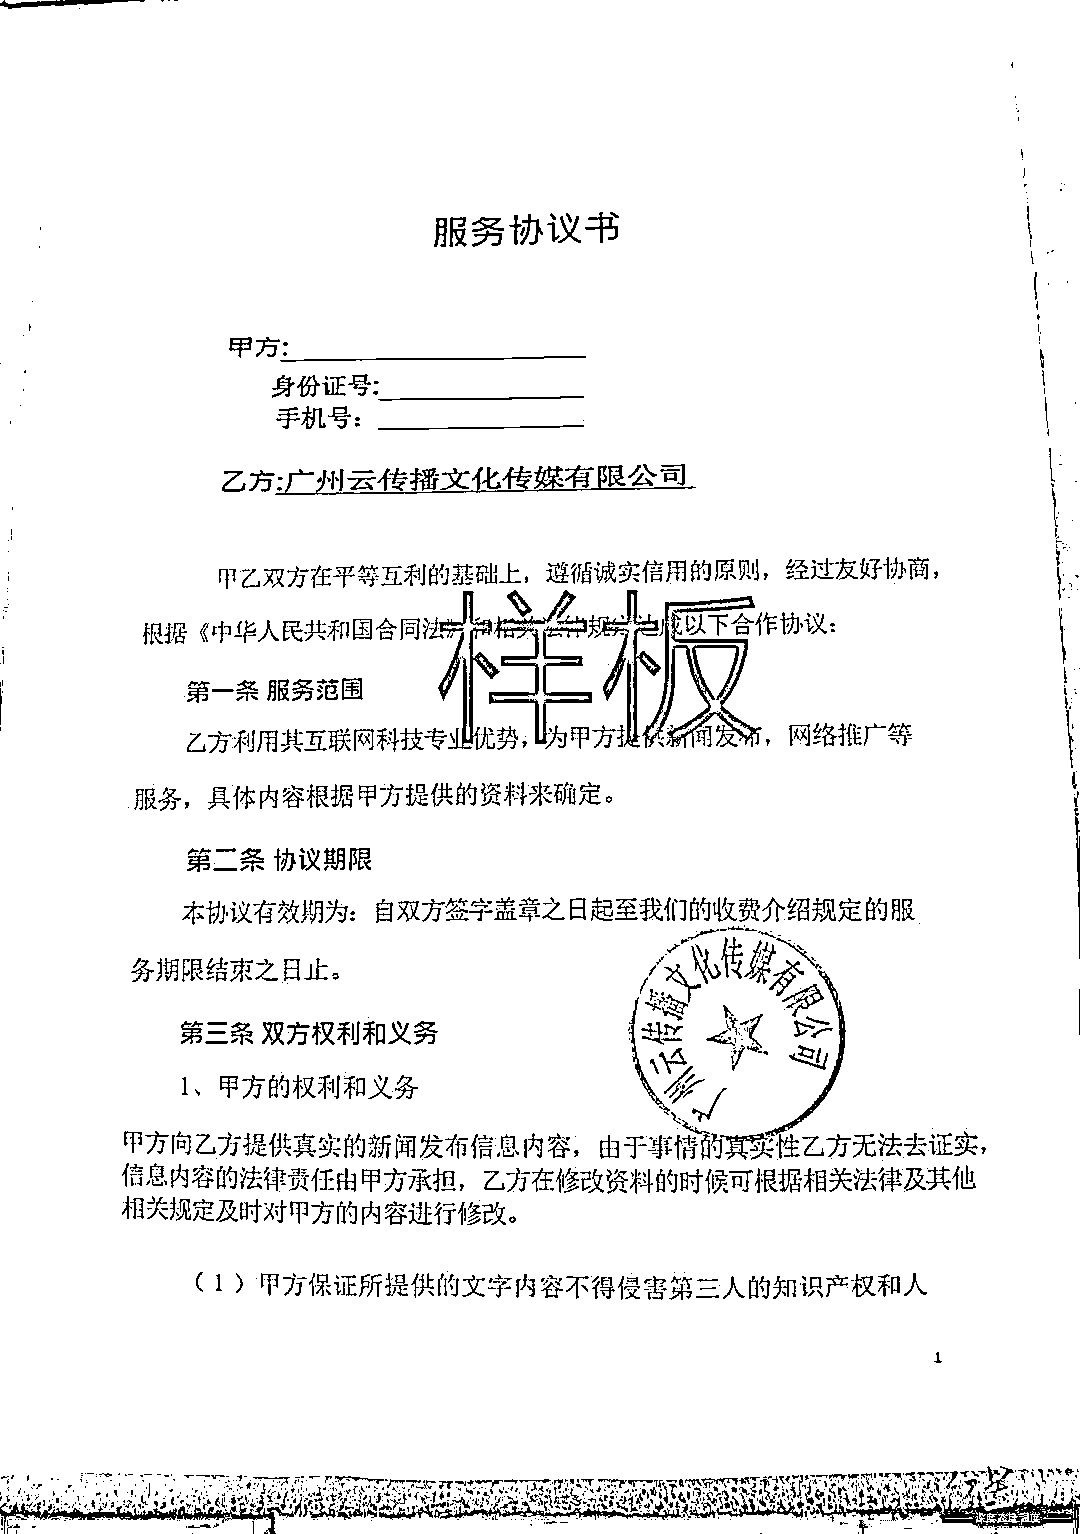 服务协议书
甲方:
身份证号:
手机号：
乙方:广州云传播文化传媒有限公司
甲乙双方在平等互利的基础上，遵循诚实信用的原则，经过友好协商，
根据《中华人民共和国合同法 和相关法律规定 达成以下合作协议：
样板
第一条 服务范围
乙方利用其互联网科技专业优势，为甲方提供新闻发布，网络推广等
服务，具体内容根据甲方提供的资料来确定。
第二条 协议期限
本协议有效期为：自双方签字盖章之日起至我们的收费介绍规定的服
务期限结束之日止。
第三条 双方权利和义务
广州云传播文化传媒有限公司
1、甲方的权利和义务
甲方向乙方提供真实的新闻发布信息内容，由于事情的真实性乙方无法去证实，
信息内容的法律责任由甲方承担，乙方在修改资料的时候可根据相关法律及其他
相关规定及时对甲方的内容进行修改。
（1）甲方保证所提供的文字内容不得侵害第三人的知识产权和人
1